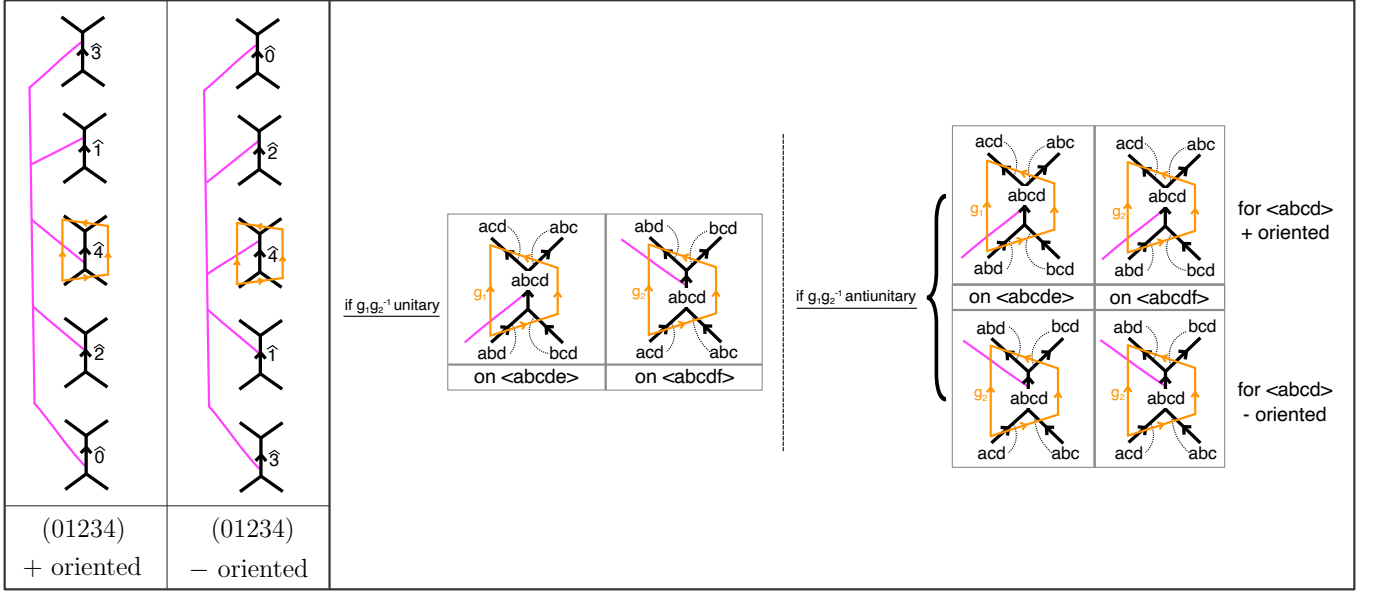 3̂
1̂
4̂
2̂
0̂
(01234)
+ oriented
0̂
2̂
4̂
1̂
3̂
(01234)
− oriented
if g₁g₂⁻¹ unitary
acd abc
abcd
g₁
abd bcd
on <abcde>
abd bcd
g₂
abcd
acd abc
on <abcdf>
if g₁g₂⁻¹ antiunitary
acd abc
abcd
g₁
abd bcd
on <abcde>
acd abc
abcd
g₂
abd bcd
on <abcdf>
for <abcd>
+ oriented
abd bcd
g₂
abcd
acd abc
abd bcd
g₂
abcd
acd abc
for <abcd>
- oriented